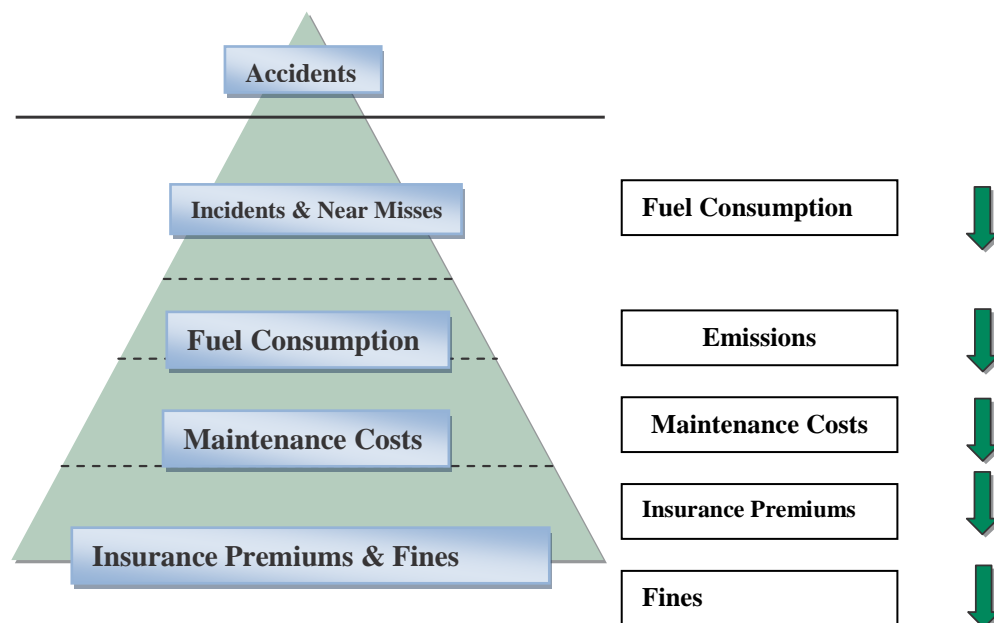 Accidents
Incidents & Near Misses
Fuel Consumption
Maintenance Costs
Insurance Premiums & Fines
Fuel Consumption
Emissions
Maintenance Costs
Insurance Premiums
Fines